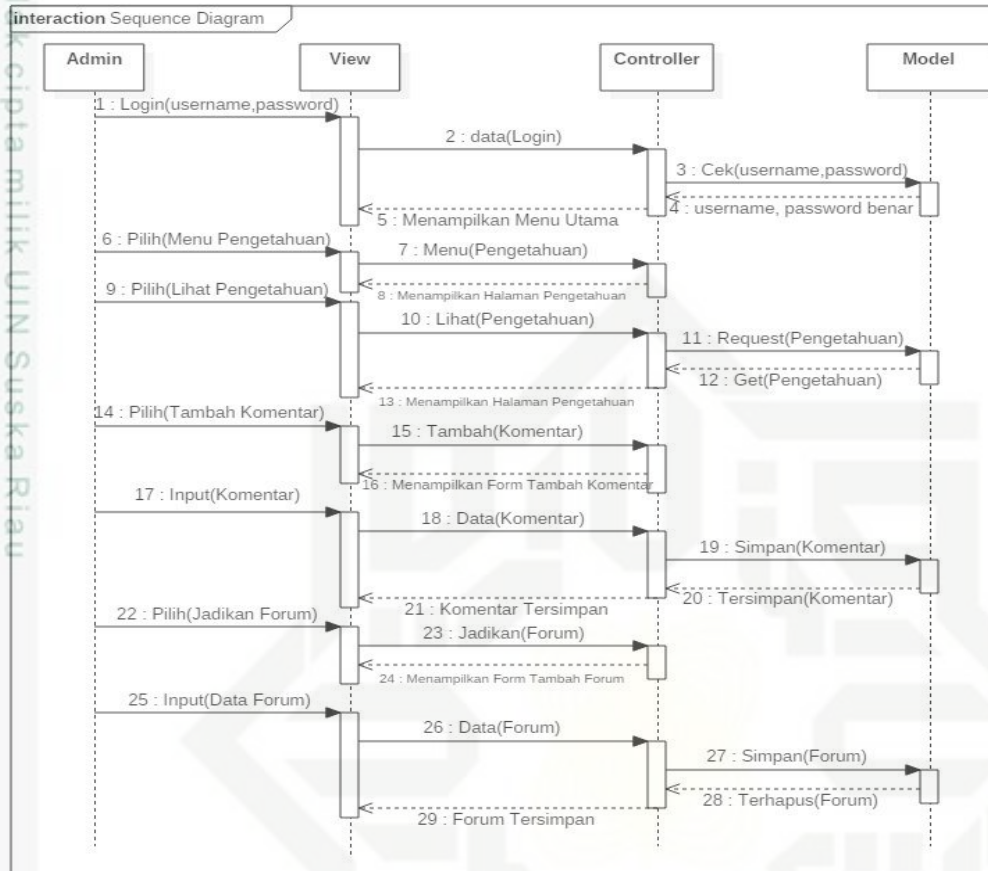 interaction Sequence Diagram
Admin
View
Controller
Model
1 : Login(username,password)
2 : data(Login)
3 : Cek(username,password)
4 : username, password benar
5 : Menampilkan Menu Utama
6 : Pilih(Menu Pengetahuan)
7 : Menu(Pengetahuan)
8 : Menampilkan Halaman Pengetahuan
9 : Pilih(Lihat Pengetahuan)
10 : Lihat(Pengetahuan)
11 : Request(Pengetahuan)
12 : Get(Pengetahuan)
13 : Menampilkan Halaman Pengetahuan
14 : Pilih(Tambah Komentar)
15 : Tambah(Komentar)
16 : Menampilkan Form Tambah Komentar
17 : Input(Komentar)
18 : Data(Komentar)
19 : Simpan(Komentar)
20 : Tersimpan(Komentar)
21 : Komentar Tersimpan
22 : Pilih(Jadikan Forum)
23 : Jadikan(Forum)
24 : Menampilkan Form Tambah Forum
25 : Input(Data Forum)
26 : Data(Forum)
27 : Simpan(Forum)
28 : Terhapus(Forum)
29 : Forum Tersimpan
cipta milik UIN Suska Riau